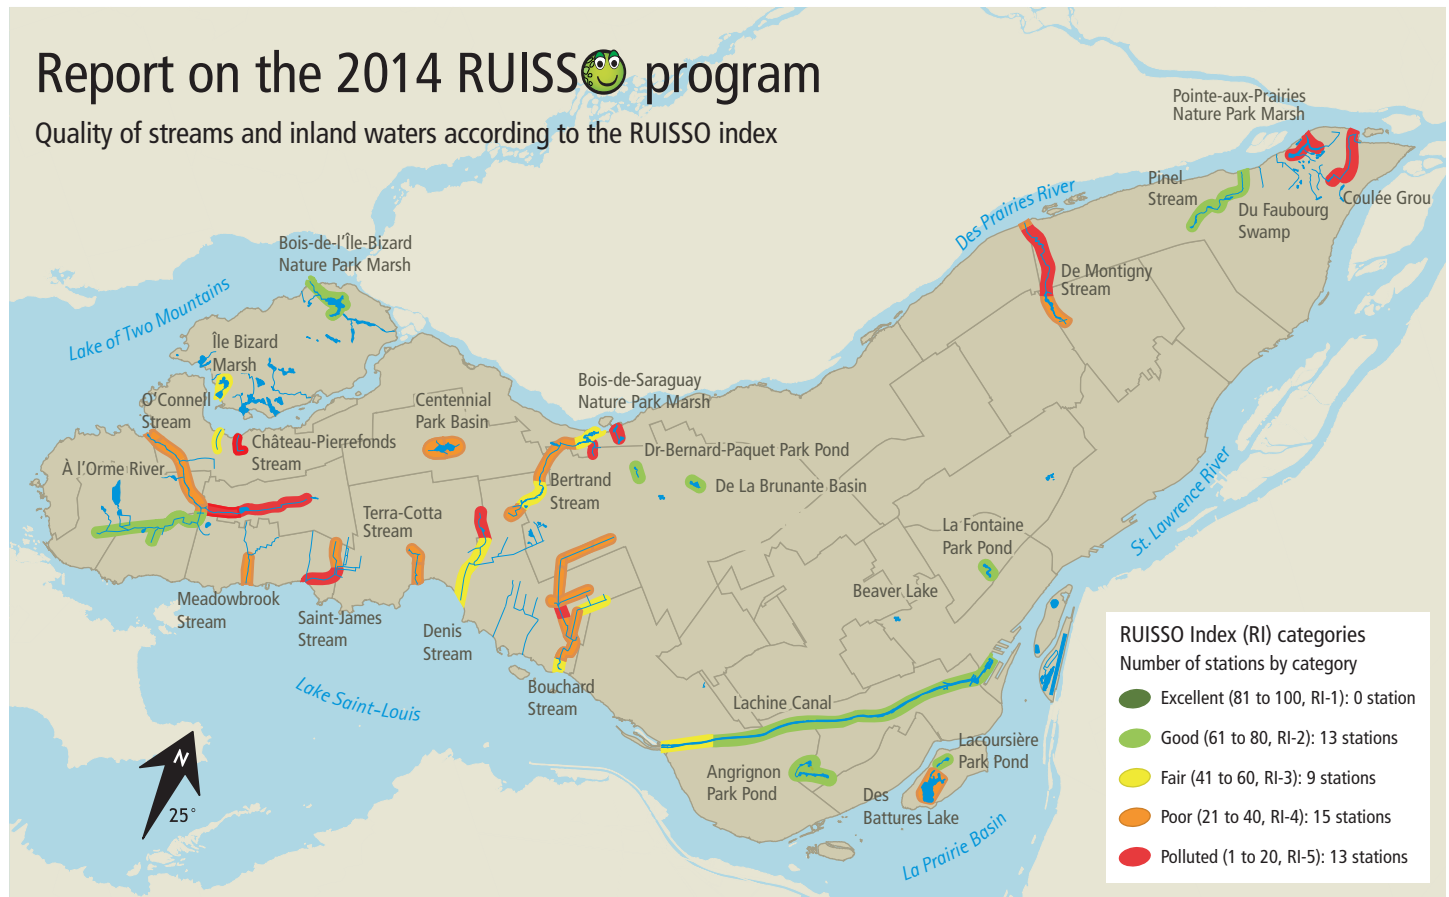 Report on the 2014 RUISSO program
Quality of streams and inland waters according to the RUISSO index
Pointe-aux-Prairies
Nature Park Marsh
Pinel
Stream
Des Prairies River
Du Faubourg
Swamp
Coulée Grou
Bois-de-l'Île-Bizard
Nature Park Marsh
De Montigny
Stream
Lake of Two Mountains
Île Bizard
Marsh
O'Connell
Stream
Centennial
Park Basin
Bois-de-Saraguay
Nature Park Marsh
Château-Pierrefonds
Stream
Dr-Bernard-Paquet Park Pond
À l'Orme River
Bertrand
Stream
De La Brunante Basin
St. Lawrence River
Terra-Cotta
Stream
La Fontaine
Park Pond
Beaver Lake
Meadowbrook
Stream
Saint-James
Stream
Denis
Stream
Bouchard
Stream
Lake Saint-Louis
Lachine Canal
Lacoursière
Park Pond
Angrignon
Park Pond
Des
Battures Lake
La Prairie Basin
N
25°
RUISSO Index (RI) categories
Number of stations by category
Excellent (81 to 100, RI-1): 0 station
Good (61 to 80, RI-2): 13 stations
Fair (41 to 60, RI-3): 9 stations
Poor (21 to 40, RI-4): 15 stations
Polluted (1 to 20, RI-5): 13 stations